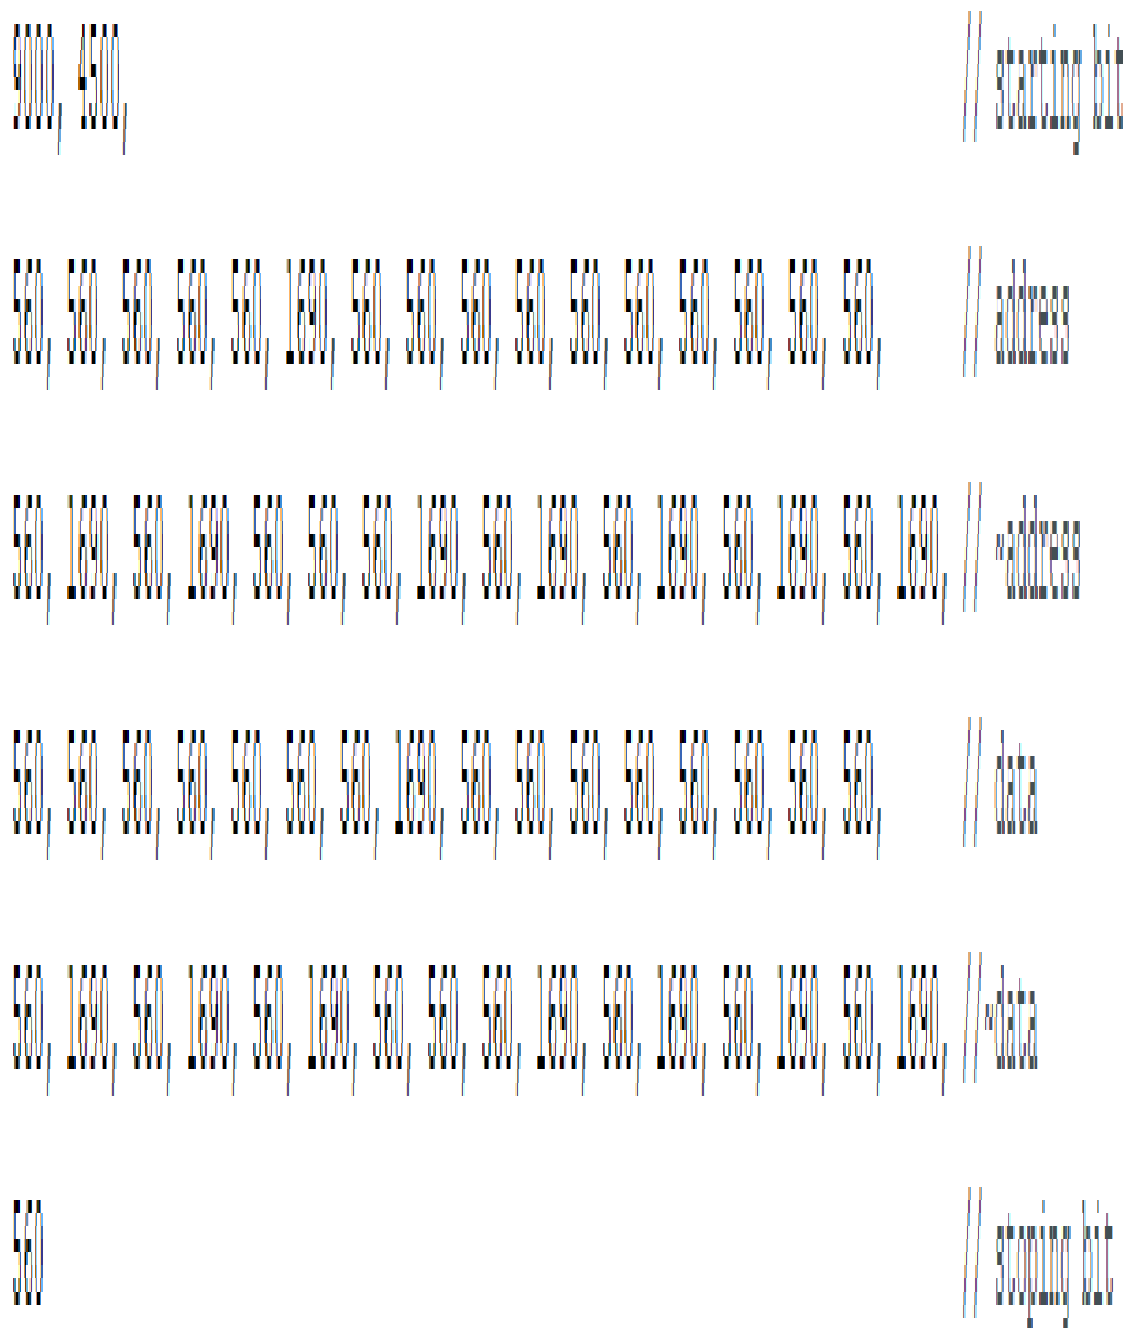 9000, 4500, // starting bit
560, 560, 560, 560, 560, 1690, 560, 560, 560, 560, 560, 560, 560, 560, 560, 560, // address
560, 1690, 560, 1690, 560, 560, 560, 1690, 560, 1690, 560, 1690, 560, 1690, 560, 1690, // ~address
560, 560, 560, 560, 560, 560, 560, 1690, 560, 560, 560, 560, 560, 560, 560, 560, // data
560, 1690, 560, 1690, 560, 1690, 560, 560, 560, 1690, 560, 1690, 560, 1690, 560, 1690, //~data
560 // stoping bit